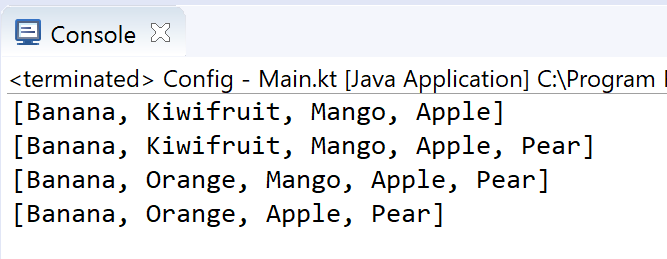 Console
<terminated> Config - Main.kt [Java Application] C:\Program
[Banana, Kiwifruit, Mango, Apple]
[Banana, Kiwifruit, Mango, Apple, Pear]
[Banana, Orange, Mango, Apple, Pear]
[Banana, Orange, Apple, Pear]